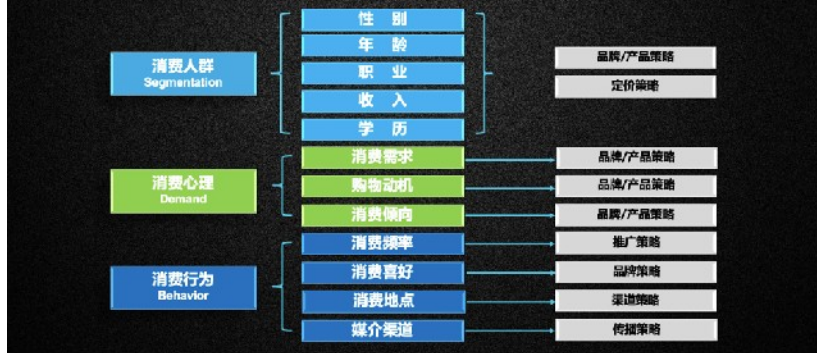 消费人群
Segmentation
性 别
年 龄
职 业
收 入
学 历
品牌/产品策略
定价策略
消费心理
Demand
消费需求
品牌/产品策略
购物动机
品牌/产品策略
消费倾向
品牌/产品策略
消费行为
Behavior
消费频率
推广策略
消费喜好
品牌策略
消费地点
渠道策略
媒介渠道
传播策略